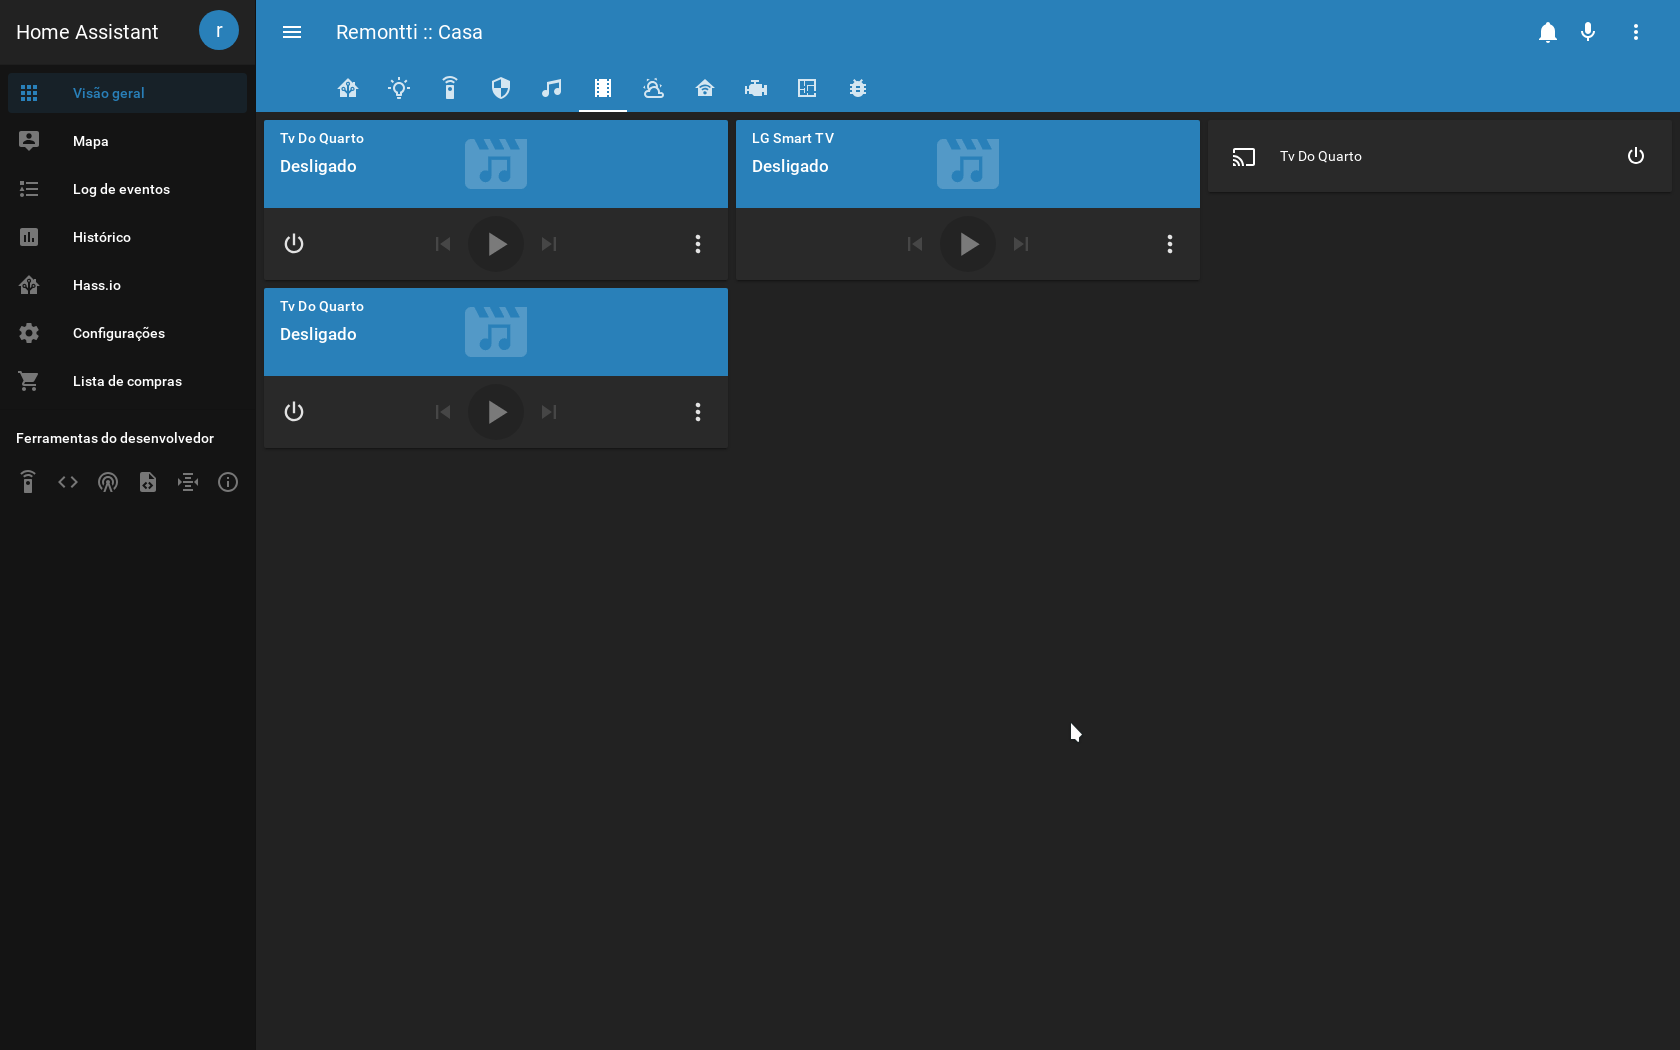 Home Assistant
r
Remontti :: Casa
Visão geral
Mapa
Log de eventos
Histórico
Hass.io
Configurações
Lista de compras
Ferramentas do desenvolvedor
Tv Do Quarto
Desligado
LG Smart TV
Desligado
Tv Do Quarto
Tv Do Quarto
Desligado